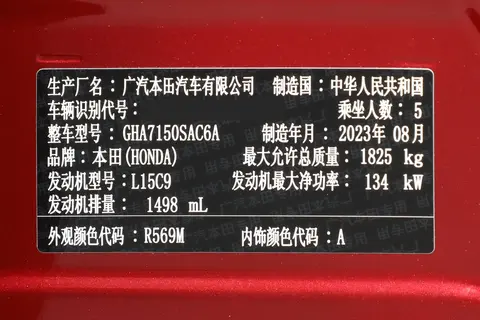 生产厂名：广汽本田汽车有限公司 制造国：中华人民共和国
车辆识别代号： 乘坐人数：5
整车型号：GHA7150SAC6A 制造年月：2023年08月
品牌：本田(HONDA) 最大允许总质量：1825 kg
发动机型号：L15C9 发动机最大净功率：134 kW
发动机排量：1498 mL
外观颜色代码：R569M 内饰颜色代码：A